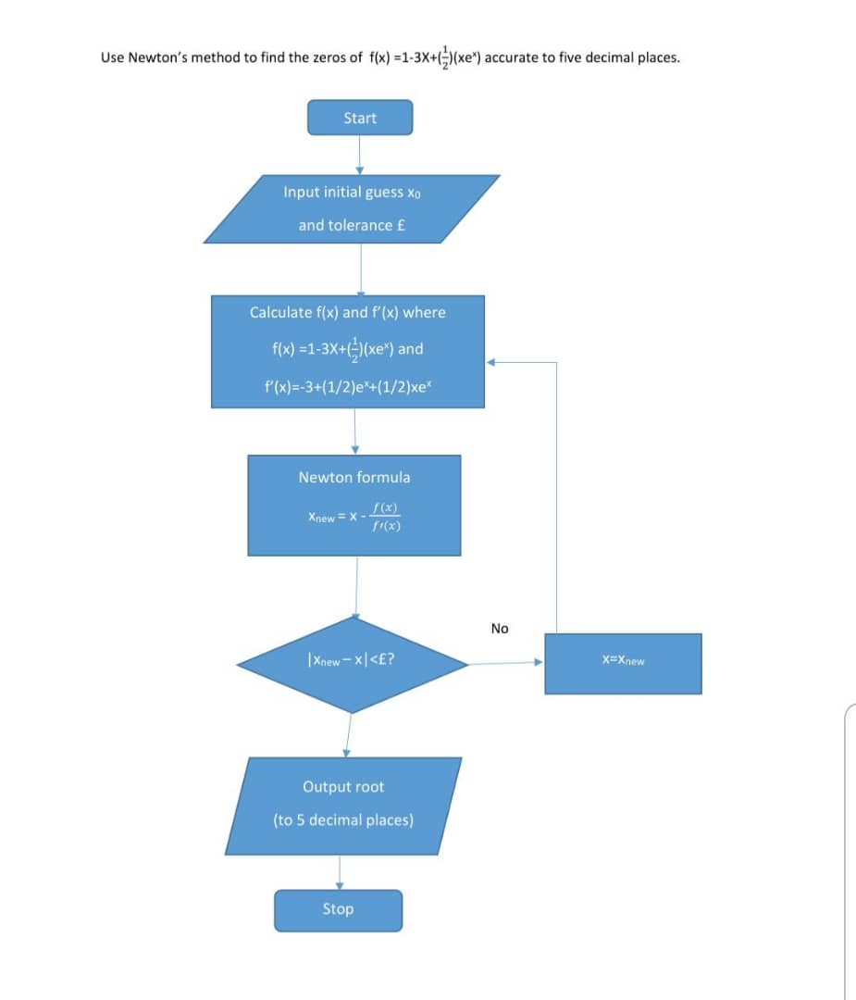 Use Newton's method to find the zeros of f(x) =1-3X+(½)(xeˣ) accurate to five decimal places.
Start
Input initial guess x₀
and tolerance £
Calculate f(x) and f'(x) where
f(x) =1-3X+(½)(xeˣ) and
f'(x)=-3+(1/2)eˣ+(1/2)xeˣ
Newton formula
Xnew = x - f(x)/f'(x)
No
|Xnew – x|<£?
X=Xnew
Output root
(to 5 decimal places)
Stop